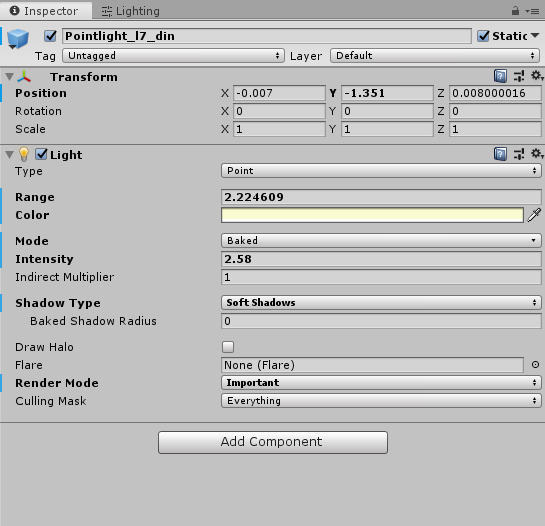 Inspector Lighting
Pointlight_l7_din Static
Tag Untagged Layer Default
Transform
Position X -0.007 Y -1.351 Z 0.008000016
Rotation X 0 Y 0 Z 0
Scale X 1 Y 1 Z 1
Light
Type Point
Range 2.224609
Color
Mode Baked
Intensity 2.58
Indirect Multiplier 1
Shadow Type Soft Shadows
Baked Shadow Radius 0
Draw Halo
Flare None (Flare)
Render Mode Important
Culling Mask Everything
Add Component